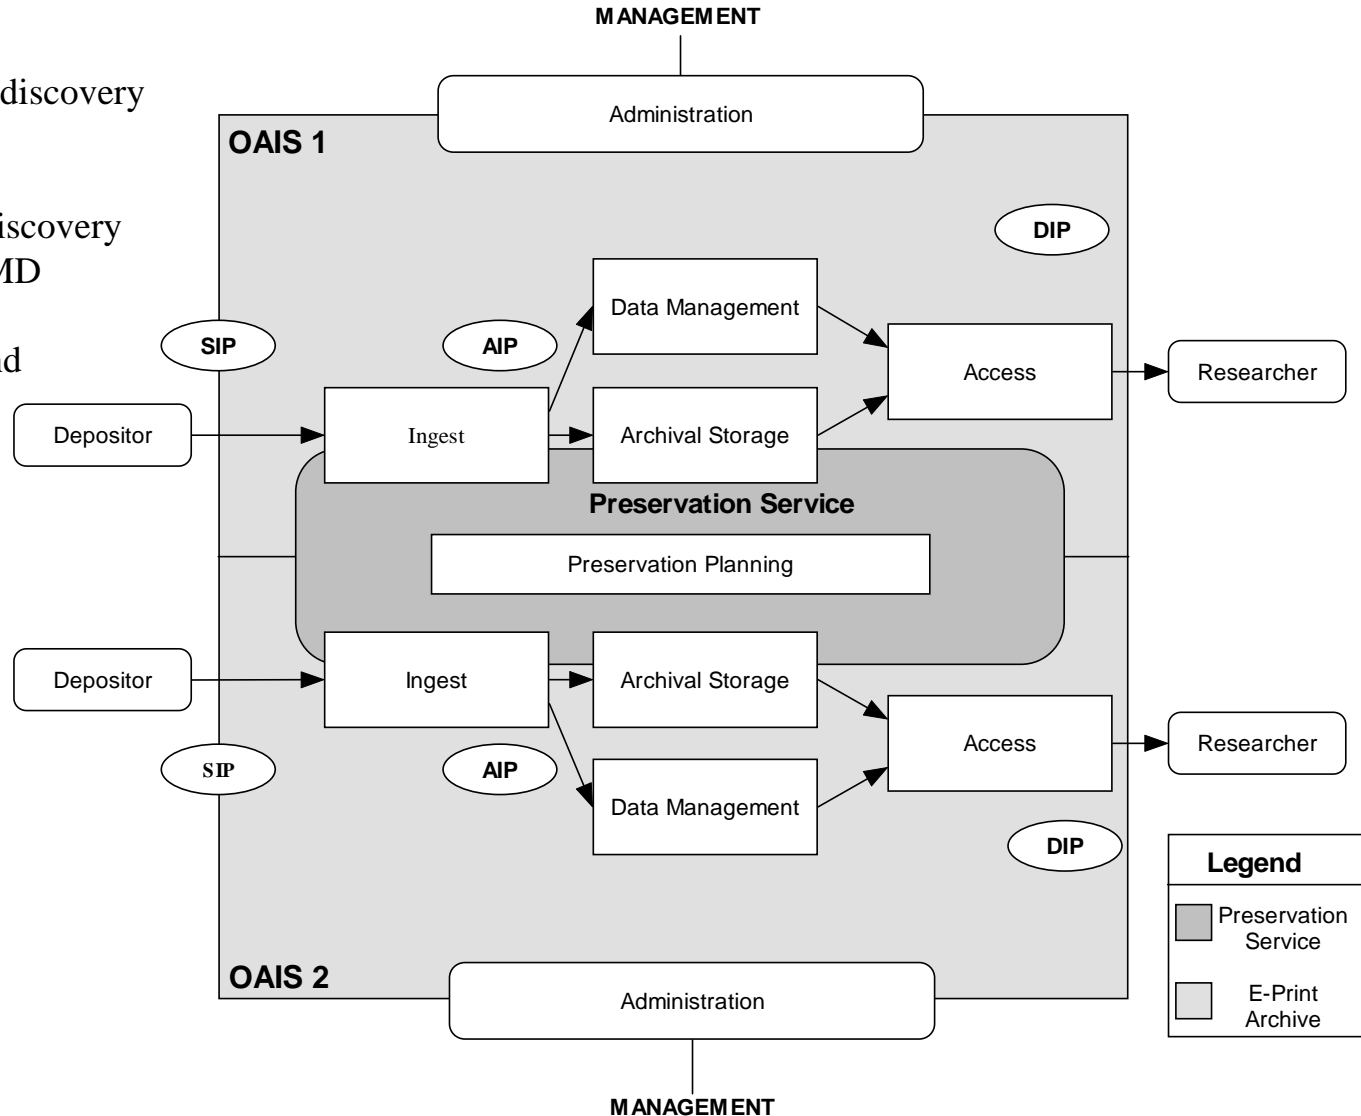 MANAGEMENT
discovery
Administration
OAIS 1
DIP
discovery
MD
Data Management
SIP
AIP
nd
Access
Researcher
Depositor
Ingest
Archival Storage
Preservation Service
Preservation Planning
Depositor
Ingest
Archival Storage
Access
Researcher
SIP
AIP
Data Management
DIP
Legend
Preservation
Service
OAIS 2
E-Print
Archive
Administration
MANAGEMENT